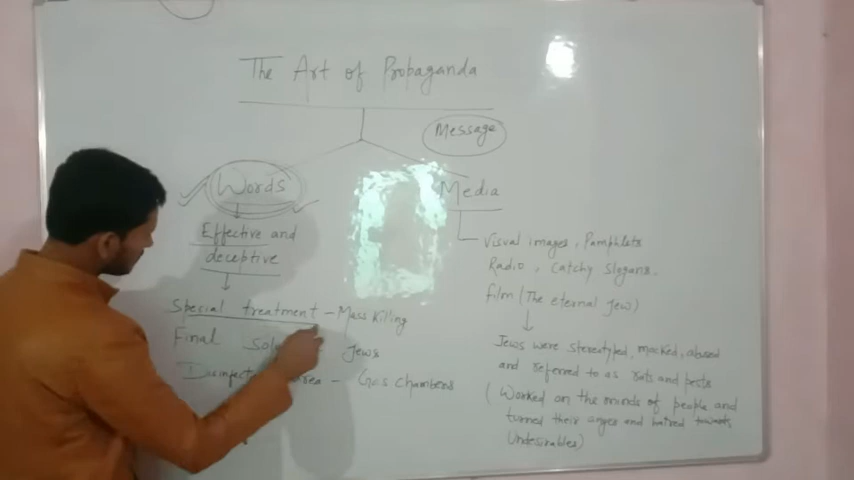 The Art of Propaganda
Message
Words
Effective and
deceptive
Special treatment - Mass Killing
Final Jews
Disinfect area - Gas Chambers
Media
Visual images, Pamphlets
Radio, Catchy Slogans.
film (The eternal Jew)
Jews were stereotyped, mocked, abused
and referred to as rats and pests
(Worked on the minds of people and
turned their anger and hatred towards
Undesirables)